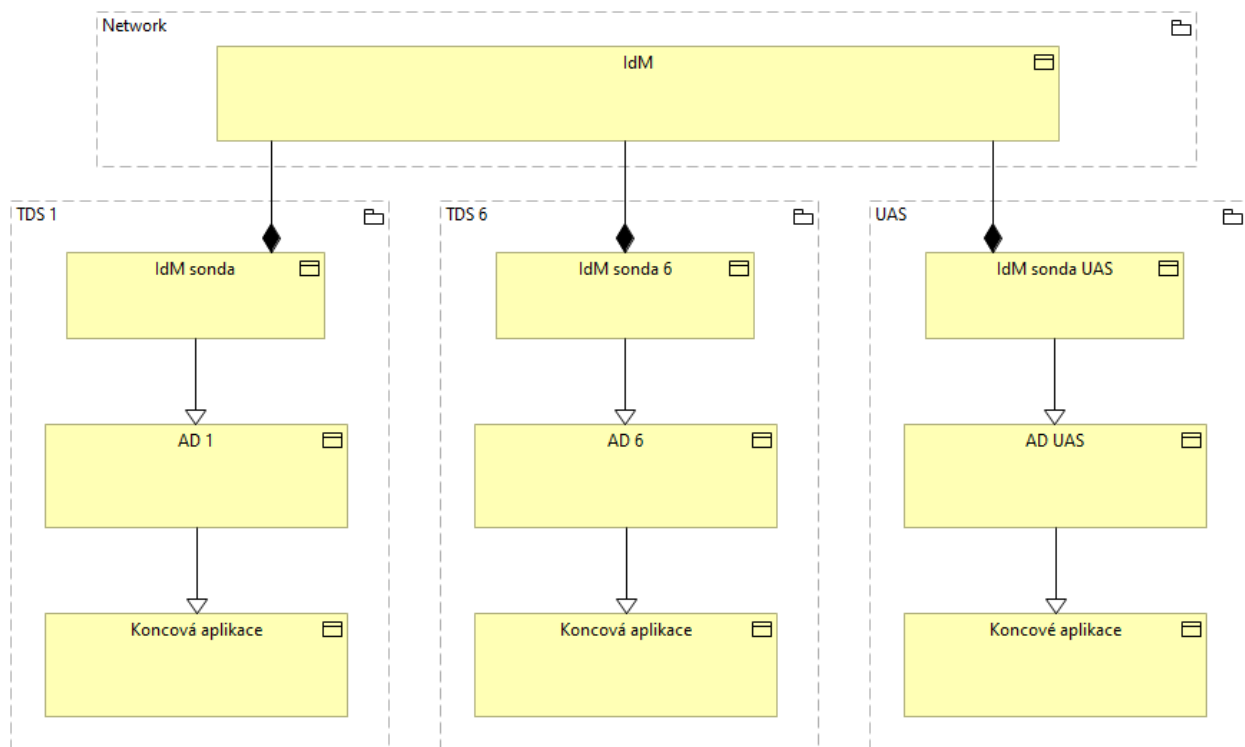 Network
IdM
TDS 1
TDS 6
UAS
IdM sonda
IdM sonda 6
IdM sonda UAS
AD 1
AD 6
AD UAS
Koncová aplikace
Koncová aplikace
Koncové aplikace